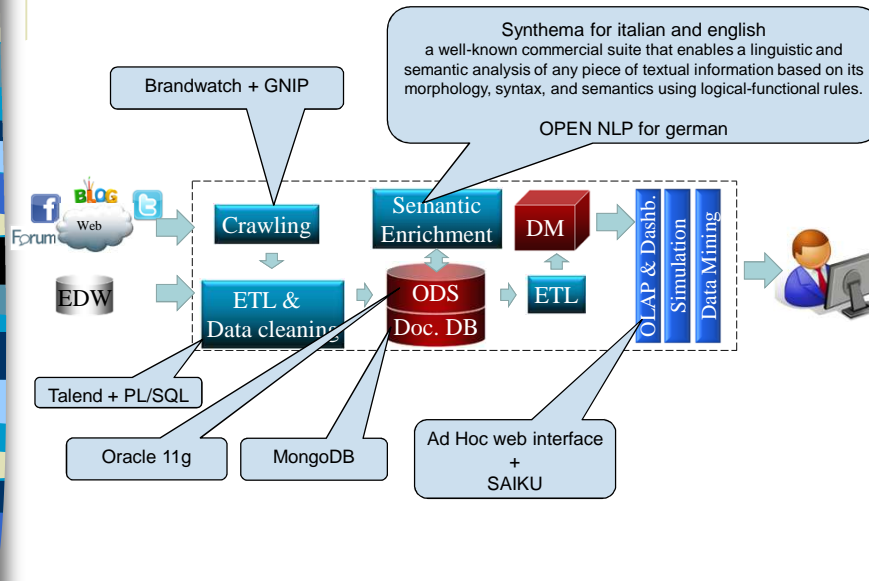 Synthema for italian and english
a well-known commercial suite that enables a linguistic and
semantic analysis of any piece of textual information based on its
morphology, syntax, and semantics using logical-functional rules.
OPEN NLP for german
Brandwatch + GNIP
BLOG
Web
Forum
EDW
Crawling
ETL &
Data cleaning
Semantic
Enrichment
ODS
Doc. DB
DM
ETL
OLAP & Dashb.
Simulation
Data Mining
Talend + PL/SQL
Oracle 11g
MongoDB
Ad Hoc web interface
+
SAIKU